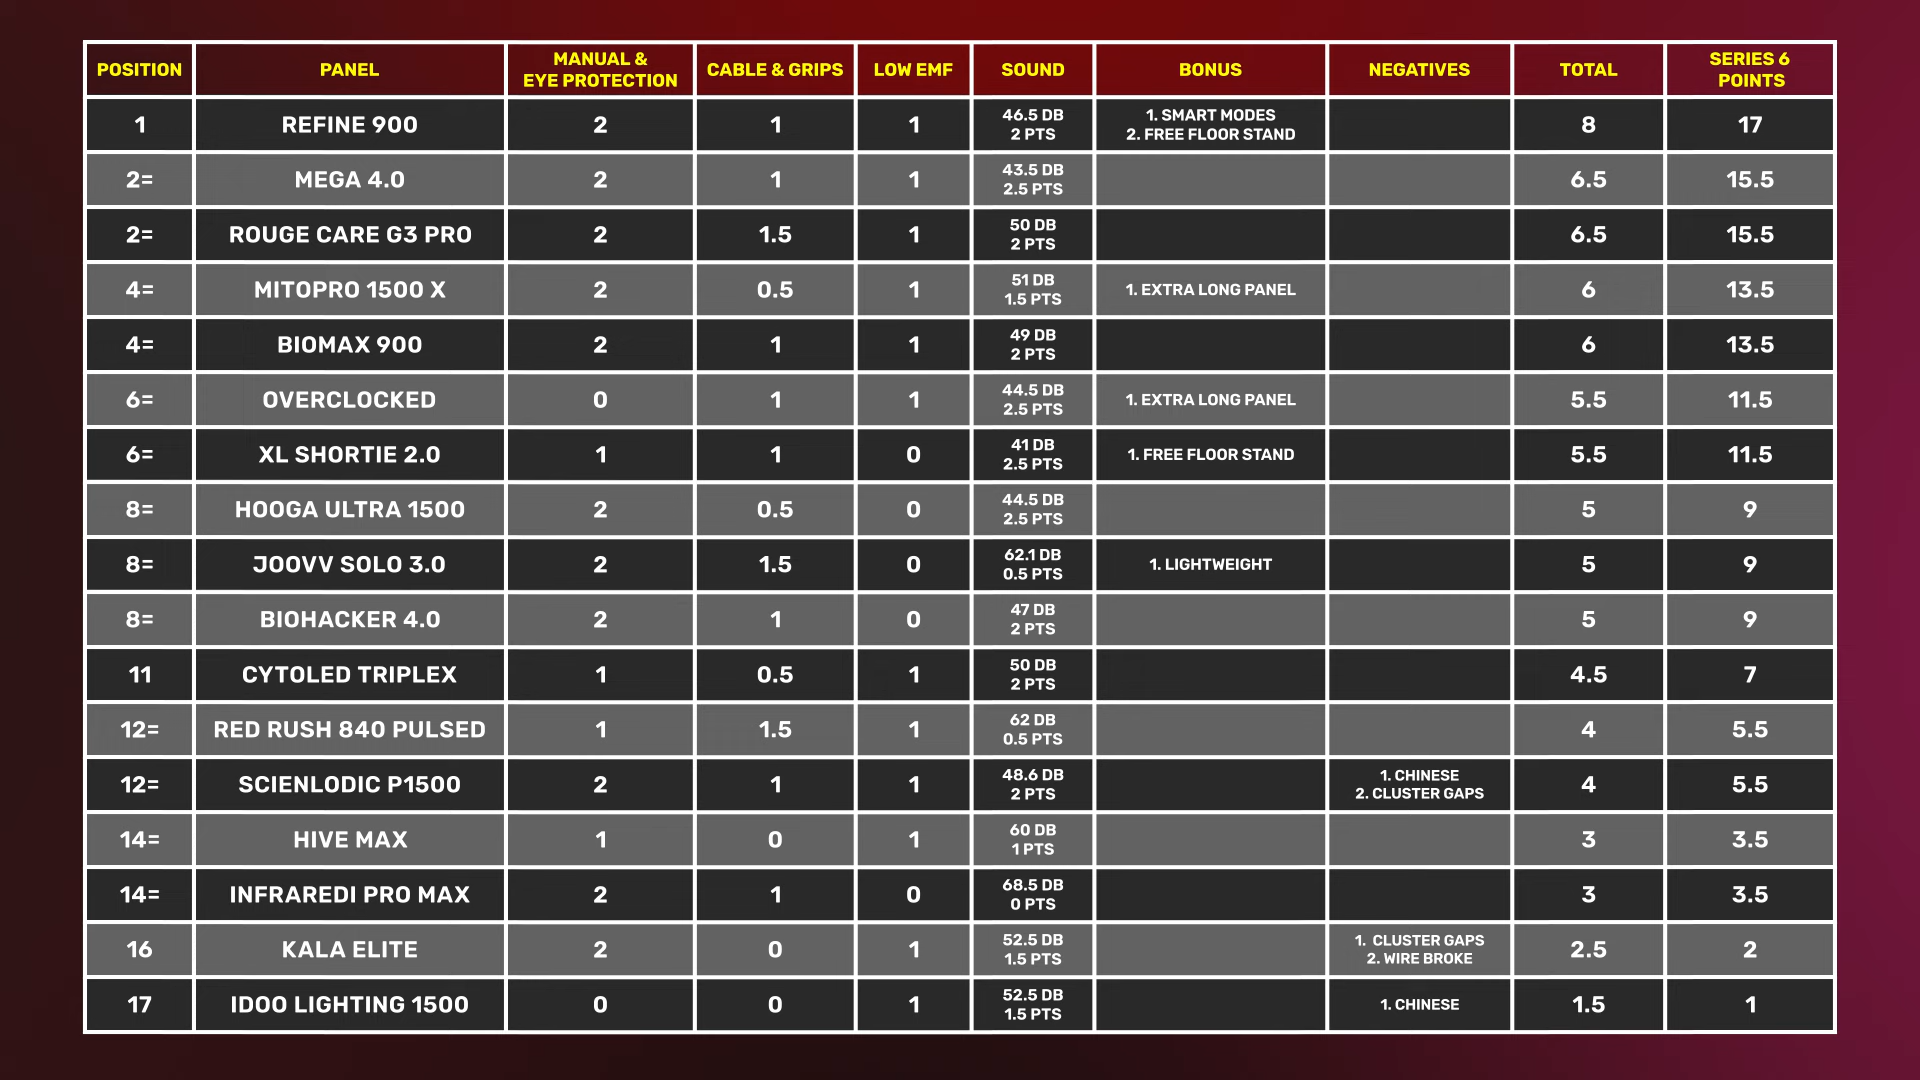 POSITION PANEL MANUAL & EYE PROTECTION CABLE & GRIPS LOW EMF SOUND BONUS NEGATIVES TOTAL SERIES 6 POINTS
1 REFINE 900 2 1 1 46.5 DB 2 PTS 1. SMART MODES 2. FREE FLOOR STAND 8 17
2= MEGA 4.0 2 1 1 43.5 DB 2.5 PTS 6.5 15.5
2= ROUGE CARE G3 PRO 2 1.5 1 50 DB 2 PTS 6.5 15.5
4= MITOPRO 1500 X 2 0.5 1 51 DB 1.5 PTS 1. EXTRA LONG PANEL 6 13.5
4= BIOMAX 900 2 1 1 49 DB 2 PTS 6 13.5
6= OVERCLOCKED 0 1 1 44.5 DB 2.5 PTS 1. EXTRA LONG PANEL 5.5 11.5
6= XL SHORTIE 2.0 1 1 0 41 DB 2.5 PTS 1. FREE FLOOR STAND 5.5 11.5
8= HOOGA ULTRA 1500 2 0.5 0 44.5 DB 2.5 PTS 5 9
8= JOOVV SOLO 3.0 2 1.5 0 62.1 DB 0.5 PTS 1. LIGHTWEIGHT 5 9
8= BIOHACKER 4.0 2 1 0 47 DB 2 PTS 5 9
11 CYTOLED TRIPLEX 1 0.5 1 50 DB 2 PTS 4.5 7
12= RED RUSH 840 PULSED 1 1.5 1 62 DB 0.5 PTS 4 5.5
12= SCIENLODIC P1500 2 1 1 48.6 DB 2 PTS 1. CHINESE 2. CLUSTER GAPS 4 5.5
14= HIVE MAX 1 0 1 60 DB 1 PTS 3 3.5
14= INFRAREDI PRO MAX 2 1 0 68.5 DB 0 PTS 3 3.5
16 KALA ELITE 2 0 1 52.5 DB 1.5 PTS 1. CLUSTER GAPS 2. WIRE BROKE 2.5 2
17 IDOO LIGHTING 1500 0 0 1 52.5 DB 1.5 PTS 1. CHINESE 1.5 1